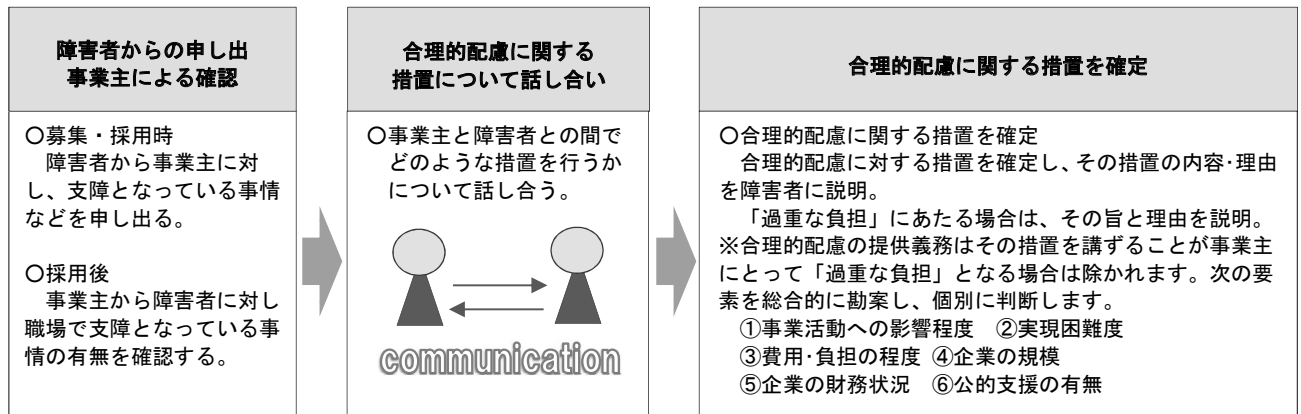 障害者からの申し出
事業主による確認
〇募集・採用時
障害者から事業主に対
し、支障となっている事情
などを申し出る。
〇採用後
事業主から障害者に対し
職場で支障となっている事
情の有無を確認する。
合理的配慮に関する
措置について話し合い
〇事業主と障害者との間で
どのような措置を行うか
について話し合う。
communication
合理的配慮に関する措置を確定
〇合理的配慮に関する措置を確定
合理的配慮に対する措置を確定し、その措置の内容･理由
を障害者に説明。
「過重な負担」にあたる場合は、その旨と理由を説明。
※合理的配慮の提供義務はその措置を講ずることが事業主
にとって「過重な負担」となる場合は除かれます。次の要
素を総合的に勘案し、個別に判断します。
①事業活動への影響程度　②実現困難度
③費用･負担の程度 ④企業の規模
⑤企業の財務状況　⑥公的支援の有無